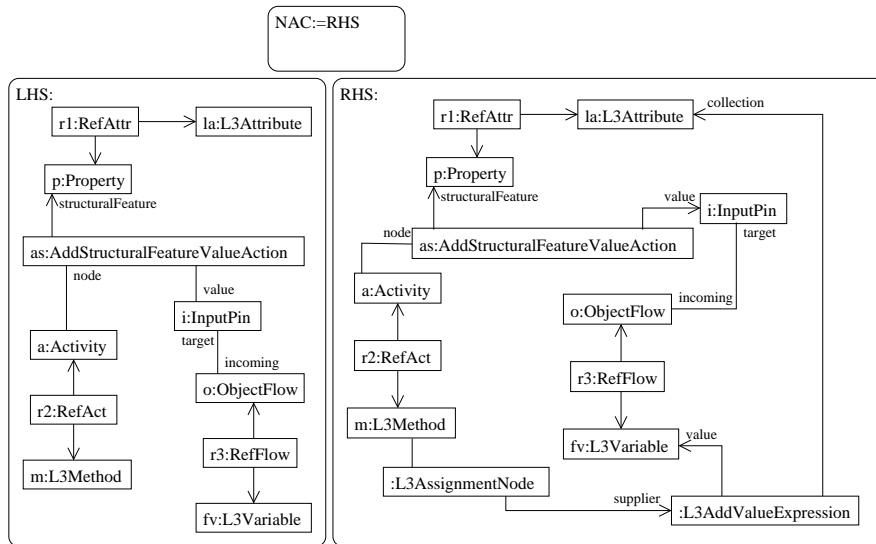 NAC:=RHS
LHS:
r1:RefAttr
la:L3Attribute
p:Property
structuralFeature
as:AddStructuralFeatureValueAction
node
value
i:InputPin
target
a:Activity
incoming
o:ObjectFlow
r2:RefAct
r3:RefFlow
m:L3Method
fv:L3Variable
RHS:
collection
r1:RefAttr
la:L3Attribute
p:Property
structuralFeature
value
i:InputPin
node
target
as:AddStructuralFeatureValueAction
a:Activity
incoming
o:ObjectFlow
r2:RefAct
r3:RefFlow
m:L3Method
value
fv:L3Variable
:L3AssignmentNode
supplier
:L3AddValueExpression